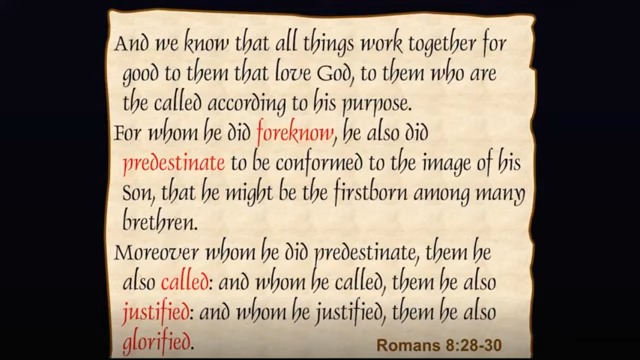 And we know that all things work together for
good to them that love God, to them who are
the called according to his purpose.
For whom he did foreknow, he also did
predestinate to be conformed to the image of his
Son, that he might be the firstborn among many
brethren.
Moreover whom he did predestinate, them he
also called: and whom he called, them he also
justified: and whom he justified, them he also
glorified.
Romans 8:28-30